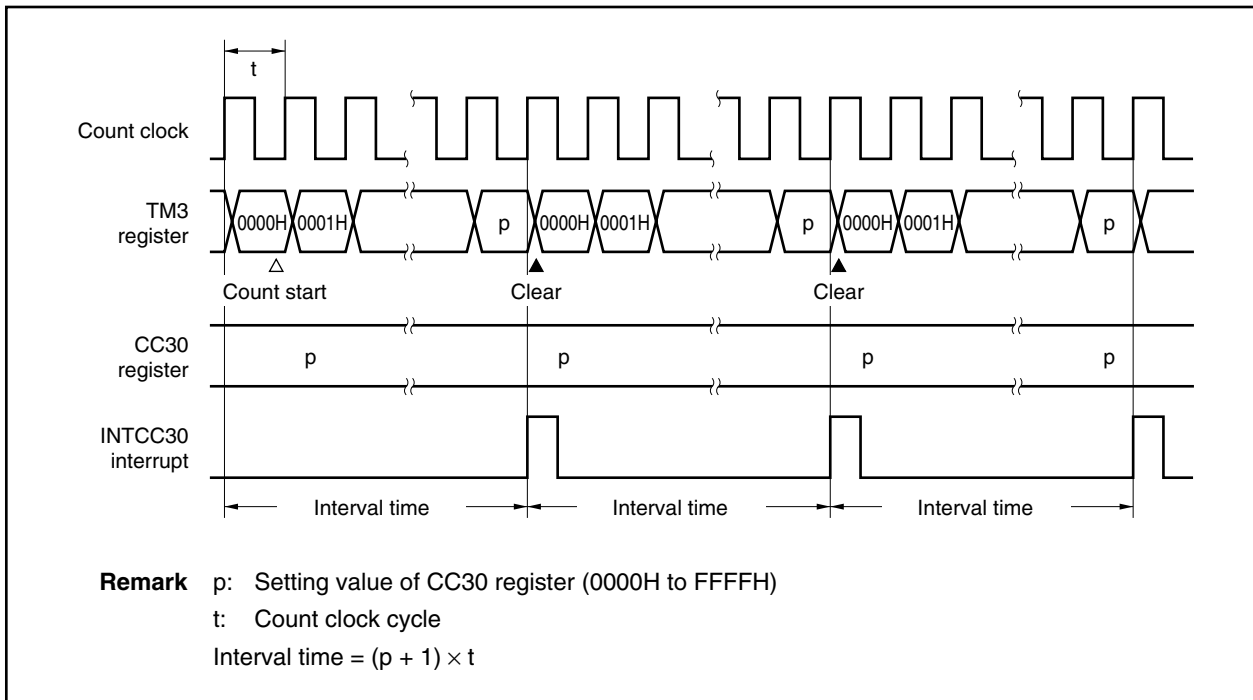 t
Count clock
TM3
register
0000H 0001H p 0000H 0001H p 0000H 0001H p
Count start Clear Clear
CC30
register
p p p p
INTCC30
interrupt
Interval time Interval time Interval time
Remark p: Setting value of CC30 register (0000H to FFFFH)
t: Count clock cycle
Interval time = (p + 1) × t